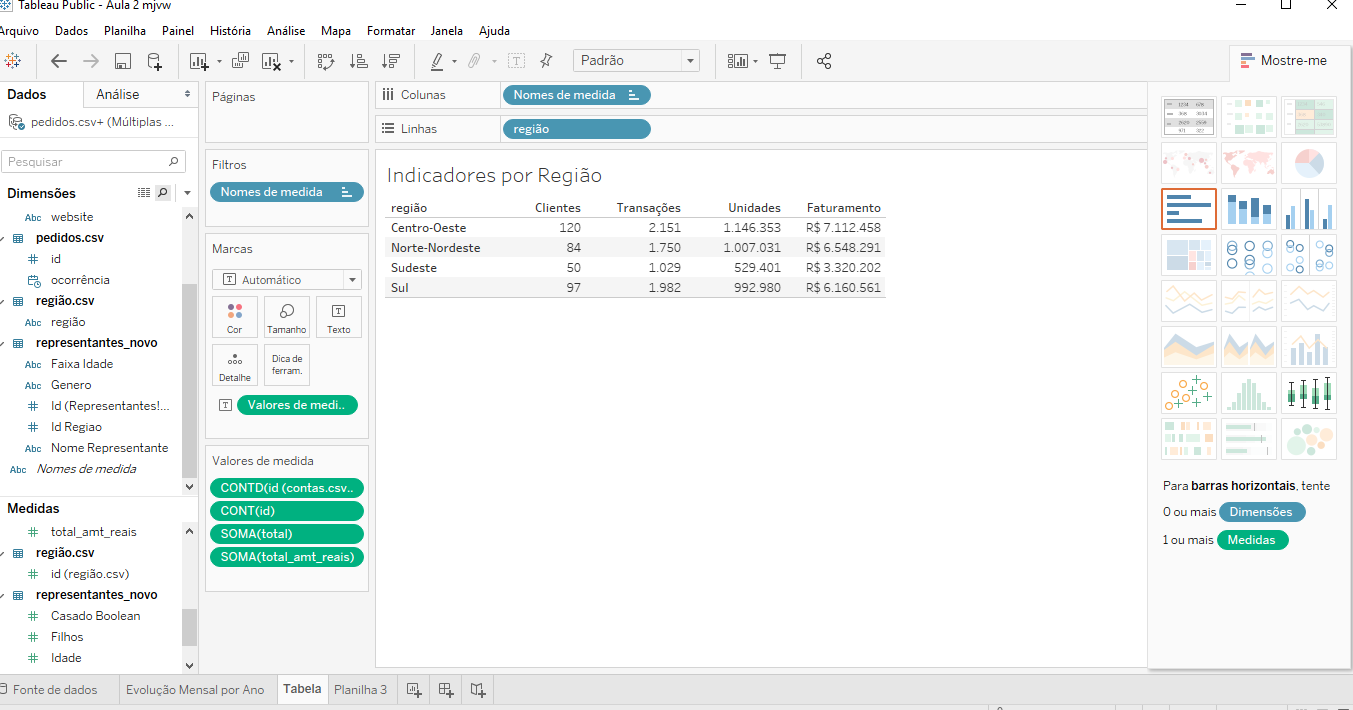 Tableau Public - Aula 2 mjvw
Arquivo Dados Planilha Painel História Análise Mapa Formatar Janela Ajuda
Padrão
Mostre-me
Dados Análise
pedidos.csv+ (Múltiplas ...
Pesquisar
Dimensões
Abc website
pedidos.csv
id
ocorrência
região.csv
Abc região
representantes_novo
Abc Faixa Idade
Abc Genero
Id (Representantes!...
Id Regiao
Abc Nome Representante
Abc Nomes de medida
Medidas
total_amt_reais
região.csv
id (região.csv)
representantes_novo
Casado Boolean
Filhos
Idade
Páginas
Filtros
Nomes de medida
Marcas
Automático
Cor Tamanho Texto
Detalhe Dica de ferram.
Valores de medi..
Valores de medida
CONTD(id (contas.csv..
CONT(id)
SOMA(total)
SOMA(total_amt_reais)
Colunas Nomes de medida
Linhas região
Indicadores por Região
região Clientes Transações Unidades Faturamento
Centro-Oeste 120 2.151 1.146.353 R$ 7.112.458
Norte-Nordeste 84 1.750 1.007.031 R$ 6.548.291
Sudeste 50 1.029 529.401 R$ 3.320.202
Sul 97 1.982 992.980 R$ 6.160.561
Para barras horizontais, tente
0 ou mais Dimensões
1 ou mais Medidas
Fonte de dados Evolução Mensal por Ano Tabela Planilha 3